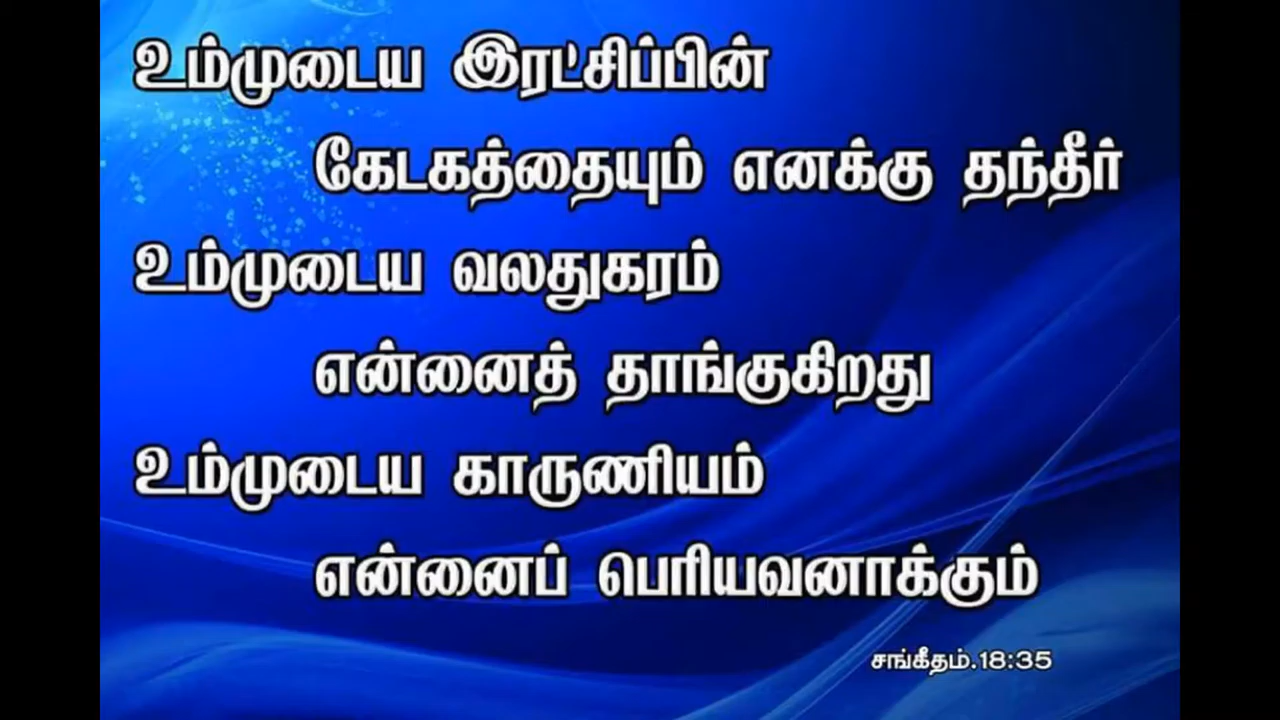 உம்முடைய இரட்சிப்பின்
கேடகத்தையும் எனக்கு தந்தீர்
உம்முடைய வலதுகரம்
என்னைத் தாங்குகிறது
உம்முடைய காருணியம்
என்னைப் பெரியவனாக்கும்
சங்கீதம்.18:35